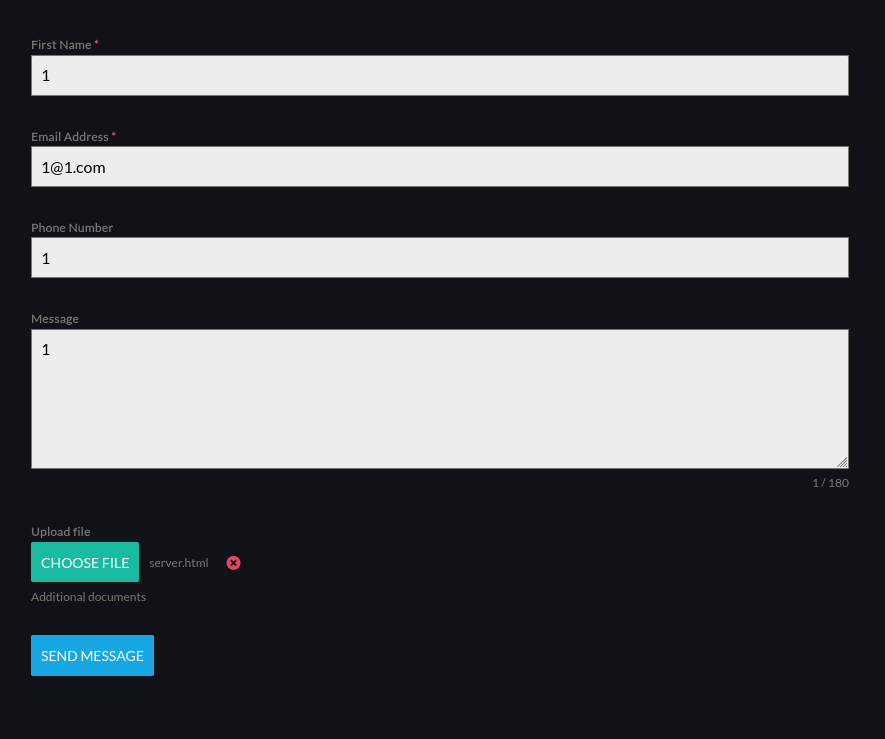 First Name *
1
Email Address *
1@1.com
Phone Number
1
Message
1
1 / 180
Upload file
CHOOSE FILE server.html
Additional documents
SEND MESSAGE